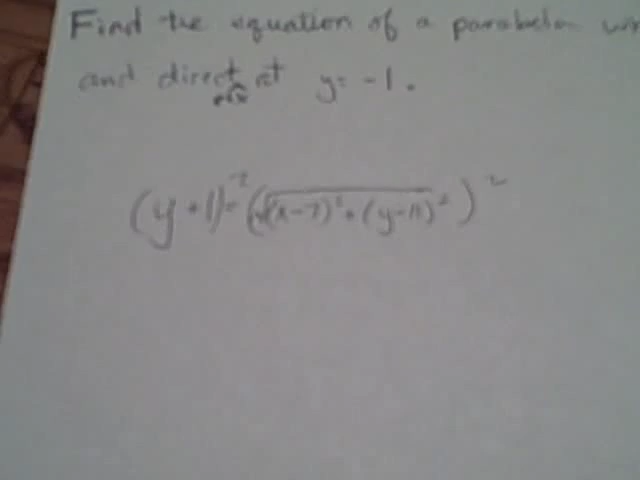 Find the equation of a parabola
and directrix at y = -1.
(y + 1)² = (√(x-7)² + (y-11)²)²